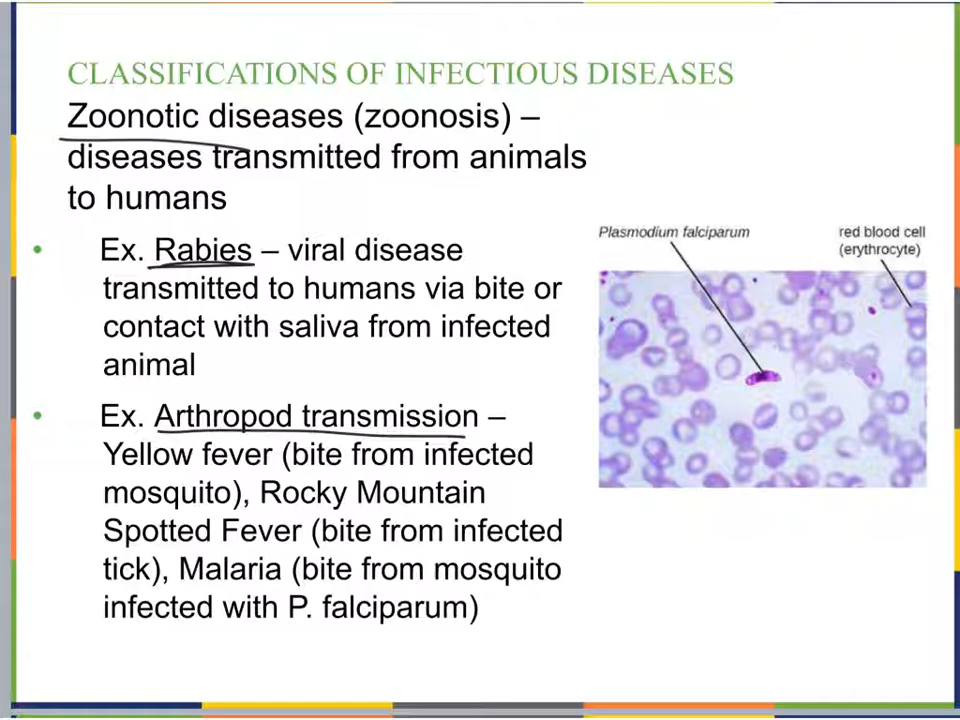 CLASSIFICATIONS OF INFECTIOUS DISEASES
Zoonotic diseases (zoonosis) –
diseases transmitted from animals
to humans
• Ex. Rabies – viral disease
transmitted to humans via bite or
contact with saliva from infected
animal
• Ex. Arthropod transmission –
Yellow fever (bite from infected
mosquito), Rocky Mountain
Spotted Fever (bite from infected
tick), Malaria (bite from mosquito
infected with P. falciparum)
Plasmodium falciparum
red blood cell
(erythrocyte)